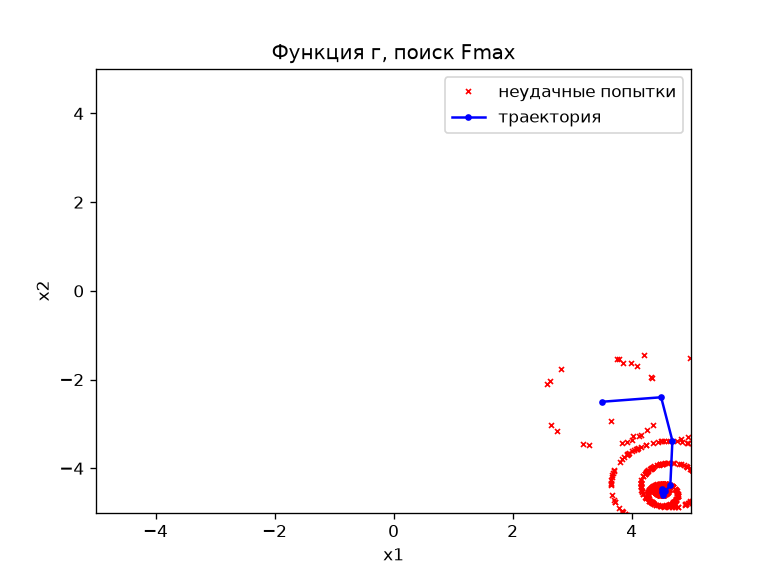 Функция г, поиск Fmax
неудачные попытки
траектория
4
2
0
−2
−4
x2
−4
−2
0
2
4
x1